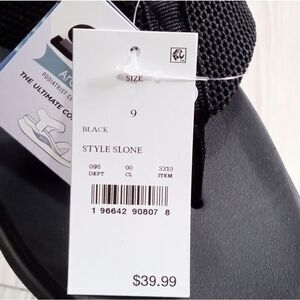 PODIATRIST
THE ULTIMATE CO
SIZE
9
BLACK
STYLE SLONE
098 00 3310
DEPT CL ITEM
1 96642 90807 8
$39.99